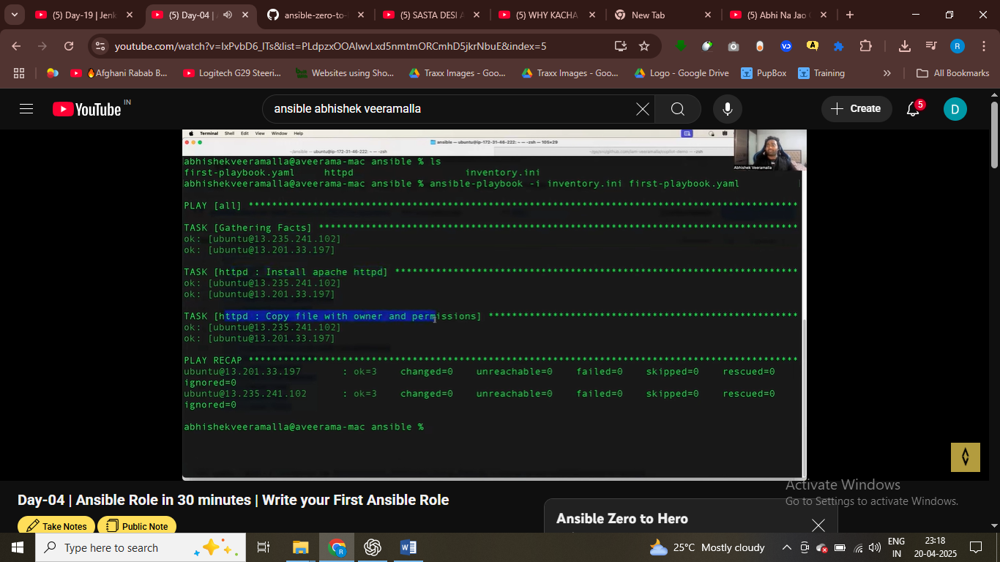 (5) Day-19 | Jenk
(5) Day-04 | A
ansible-zero-to-
(5) SASTA DESI A
(5) WHY KACHA
New Tab
(5) Abhi Na Jao
youtube.com/watch?v=IxPvbD6_ITs&list=PLdpzxOOAlwvLxd5nmtmORCmhD5jkrNbuE&index=5
R
🔥Afghani Rabab B...
Logitech G29 Steeri...
Websites using Sho...
Traxx Images - Goo...
Traxx Images - Goo...
Logo - Google Drive
PupBox
Training
All Bookmarks
YouTube IN
ansible abhishek veeramalla
Create
5
D
Terminal Shell Edit View Window Help
ansible — ubuntu@ip-172-31-46-222: ~ — -zsh — 105×29
~/ansible — ubuntu@ip-172-31-46-222: ~ — -zsh
Abhishek Veeramalla
abhishekveeramalla@aveerama-mac ansible % ls
first-playbook.yaml httpd inventory.ini
abhishekveeramalla@aveerama-mac ansible % ansible-playbook -i inventory.ini first-playbook.yaml
PLAY [all] **********************************************************************************************
TASK [Gathering Facts] **********************************************************************************
ok: [ubuntu@13.235.241.102]
ok: [ubuntu@13.201.33.197]
TASK [httpd : Install apache httpd] *********************************************************************
ok: [ubuntu@13.235.241.102]
ok: [ubuntu@13.201.33.197]
TASK [httpd : Copy file with owner and permissions] *****************************************************
ok: [ubuntu@13.235.241.102]
ok: [ubuntu@13.201.33.197]
PLAY RECAP **********************************************************************************************
ubuntu@13.201.33.197 : ok=3 changed=0 unreachable=0 failed=0 skipped=0 rescued=0
ignored=0
ubuntu@13.235.241.102 : ok=3 changed=0 unreachable=0 failed=0 skipped=0 rescued=0
ignored=0
abhishekveeramalla@aveerama-mac ansible %
Day-04 | Ansible Role in 30 minutes | Write your First Ansible Role
Take Notes
Public Note
Ansible Zero to Hero
Activate Windows
Go to Settings to activate Windows.
Type here to search
25°C Mostly cloudy
ENG
IN
23:18
20-04-2025